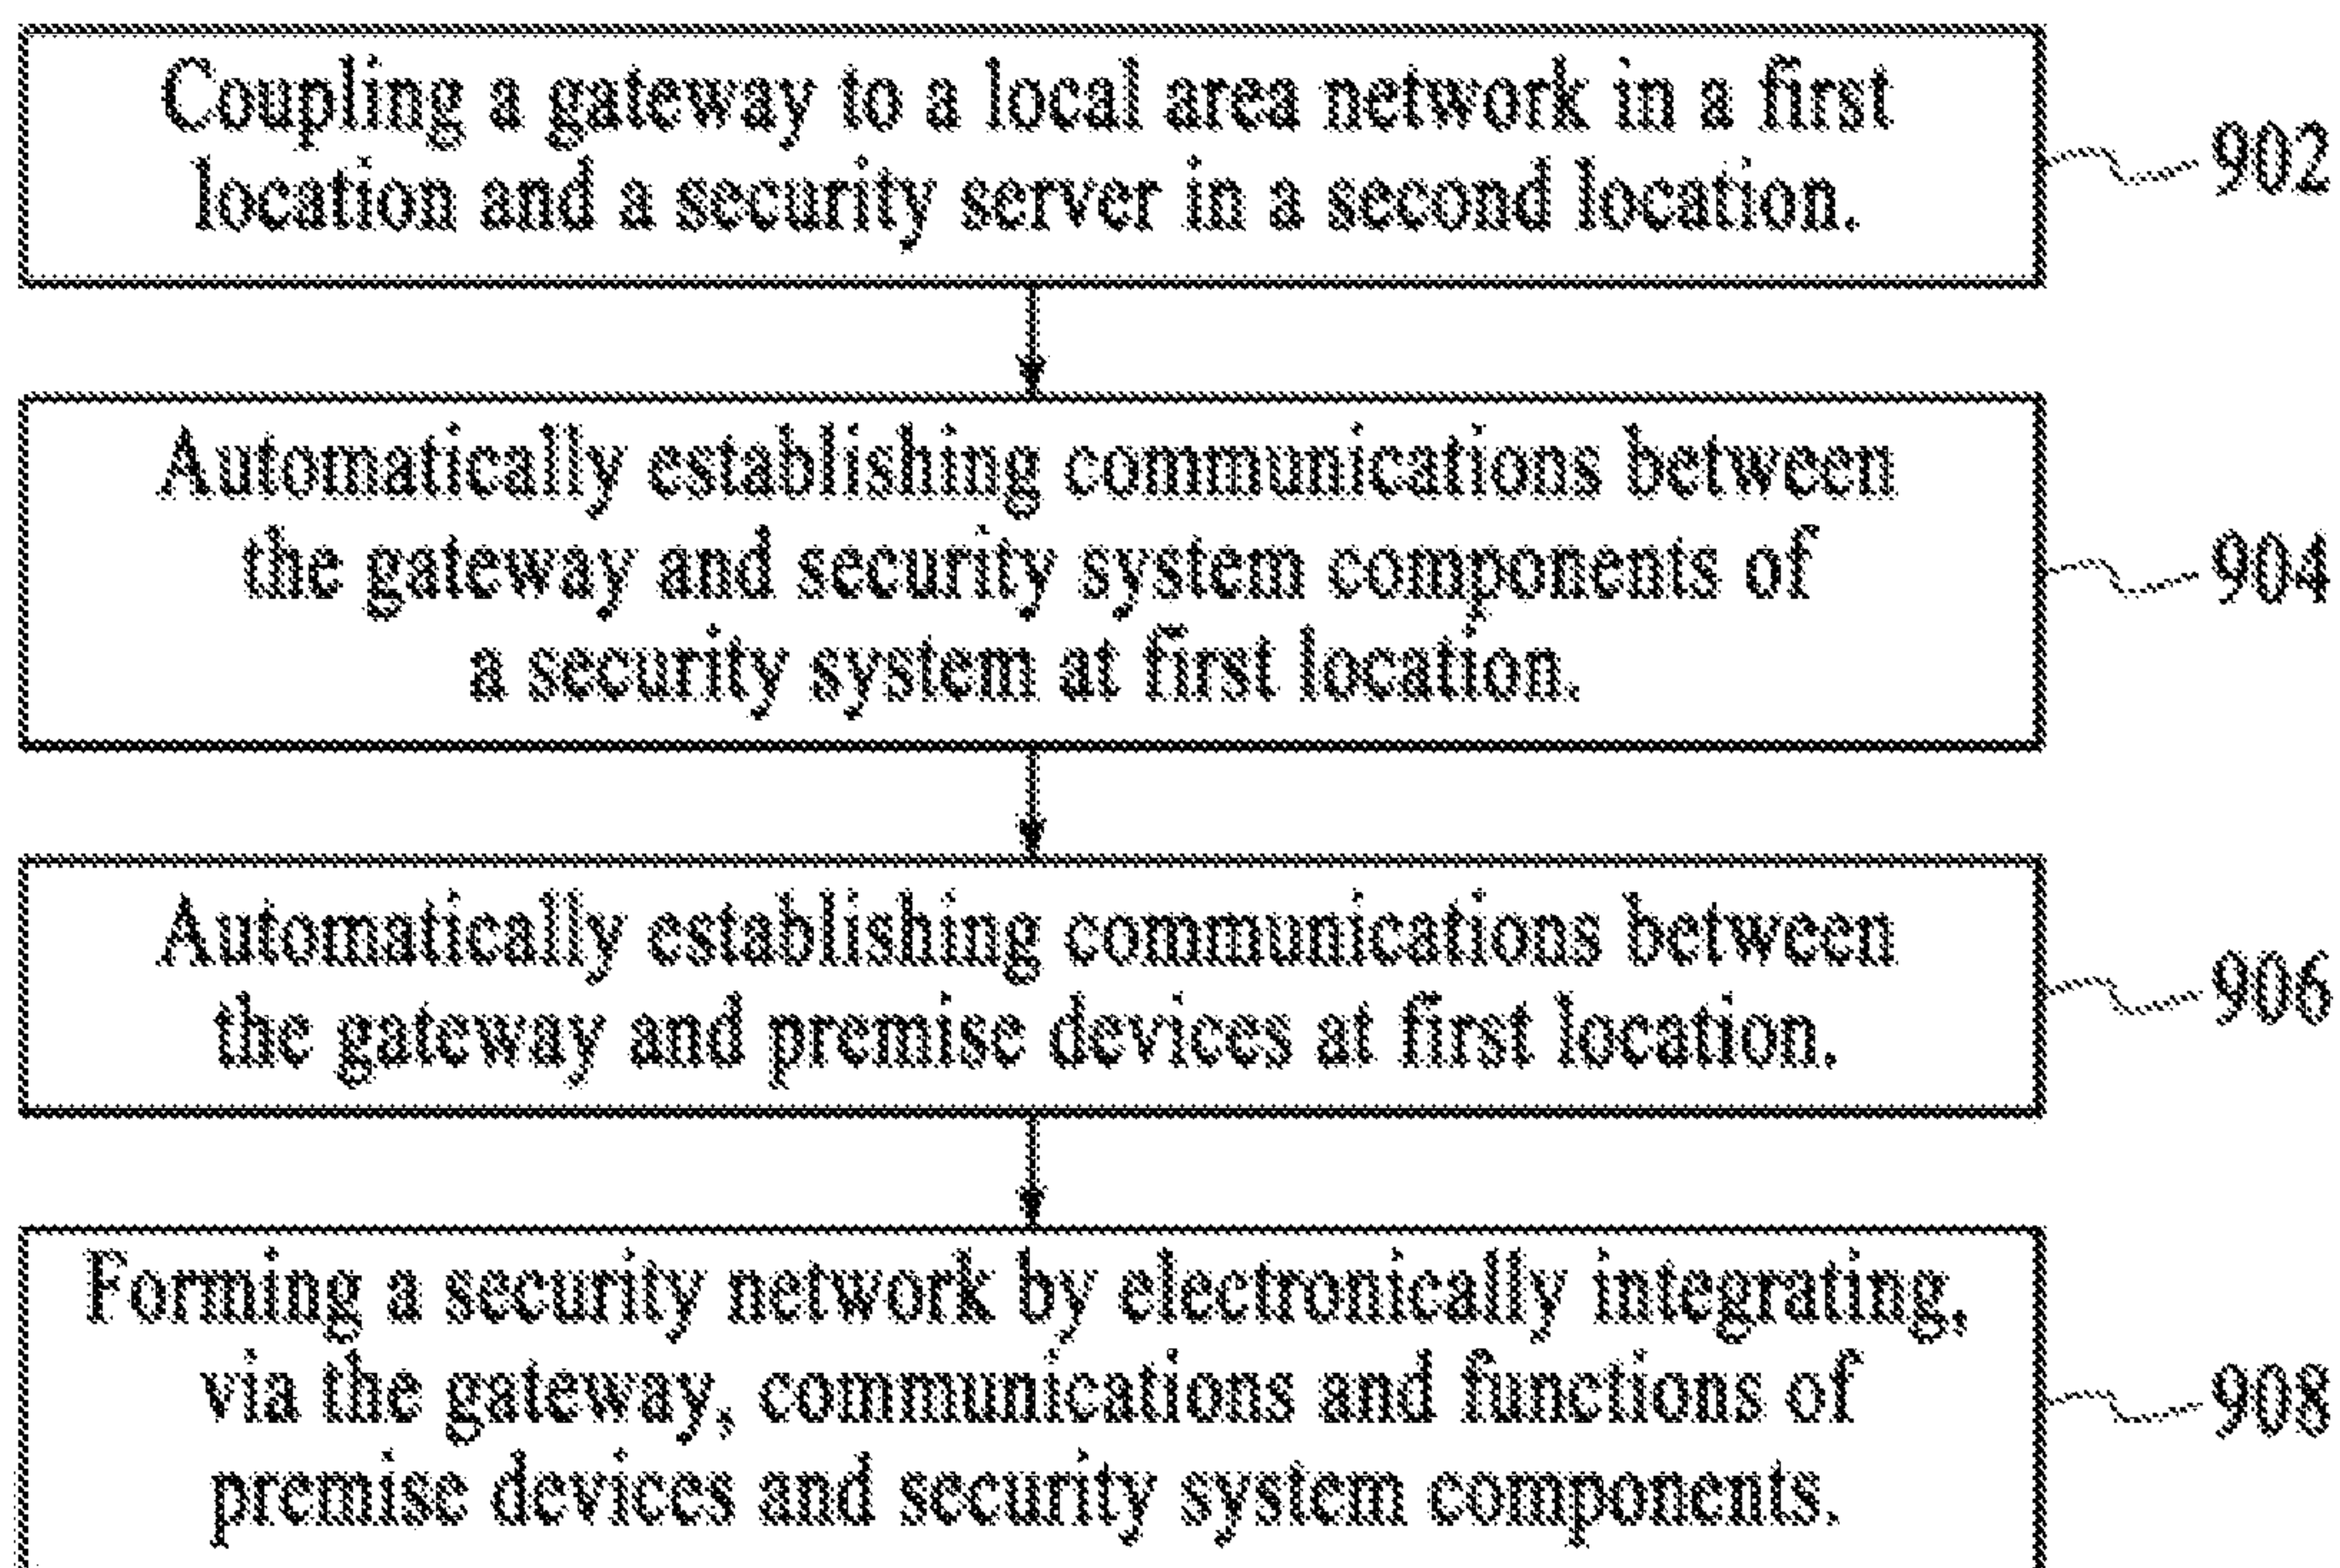 Coupling a gateway to a local area network in a first
location and a security server in a second location.
902
Automatically establishing communications between
the gateway and security system components of
a security system at first location.
904
Automatically establishing communications between
the gateway and premise devices at first location.
906
Forming a security network by electronically integrating,
via the gateway, communications and functions of
premise devices and security system components.
908